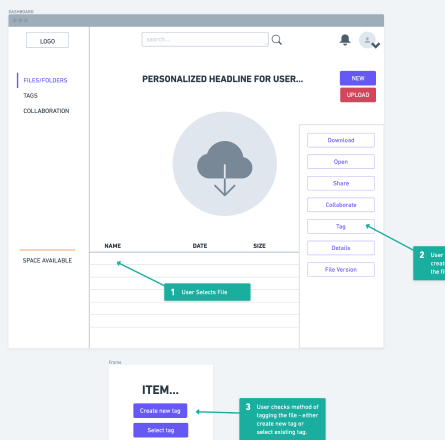 DASHBOARD
LOGO
search...
FILES/FOLDERS
TAGS
COLLABORATION
PERSONALIZED HEADLINE FOR USER...
NEW
UPLOAD
Download
Open
Share
Collaborate
Tag
Details
File Version
NAME DATE SIZE
SPACE AVAILABLE
1 User Selects File
2 User
creat
the fi
Frame
ITEM...
Create new tag
Select tag
3 User checks method of
tagging the file - either
create new tag or
select existing tag.